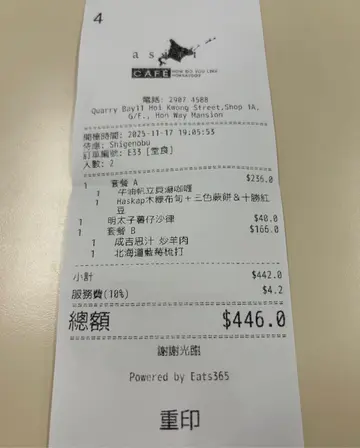 4
CAFE HOKKAIDO
電話: 2907 4588
Quarry Bay11 Hoi Kwong Street,Shop 1A,
G/F., Hon Way Mansion
開檯時間: 2025-11-17 19:05:53
侍應: Shigenobu
訂單編號: E33 [堂食]
人數: 2
1 套餐 A $236.0
1 牛油帆立貝湯咖喱
1 Haskap木糠布甸+三色蕨餅&十勝紅
豆
1 明太子薯仔沙律 $40.0
1 套餐 B $166.0
1 成吉思汁 炒羊肉
1 北海道藍莓梳打
小計 $442.0
服務費(10%) $4.2
總額 $446.0
謝謝光臨
Powered by Eats365
重印